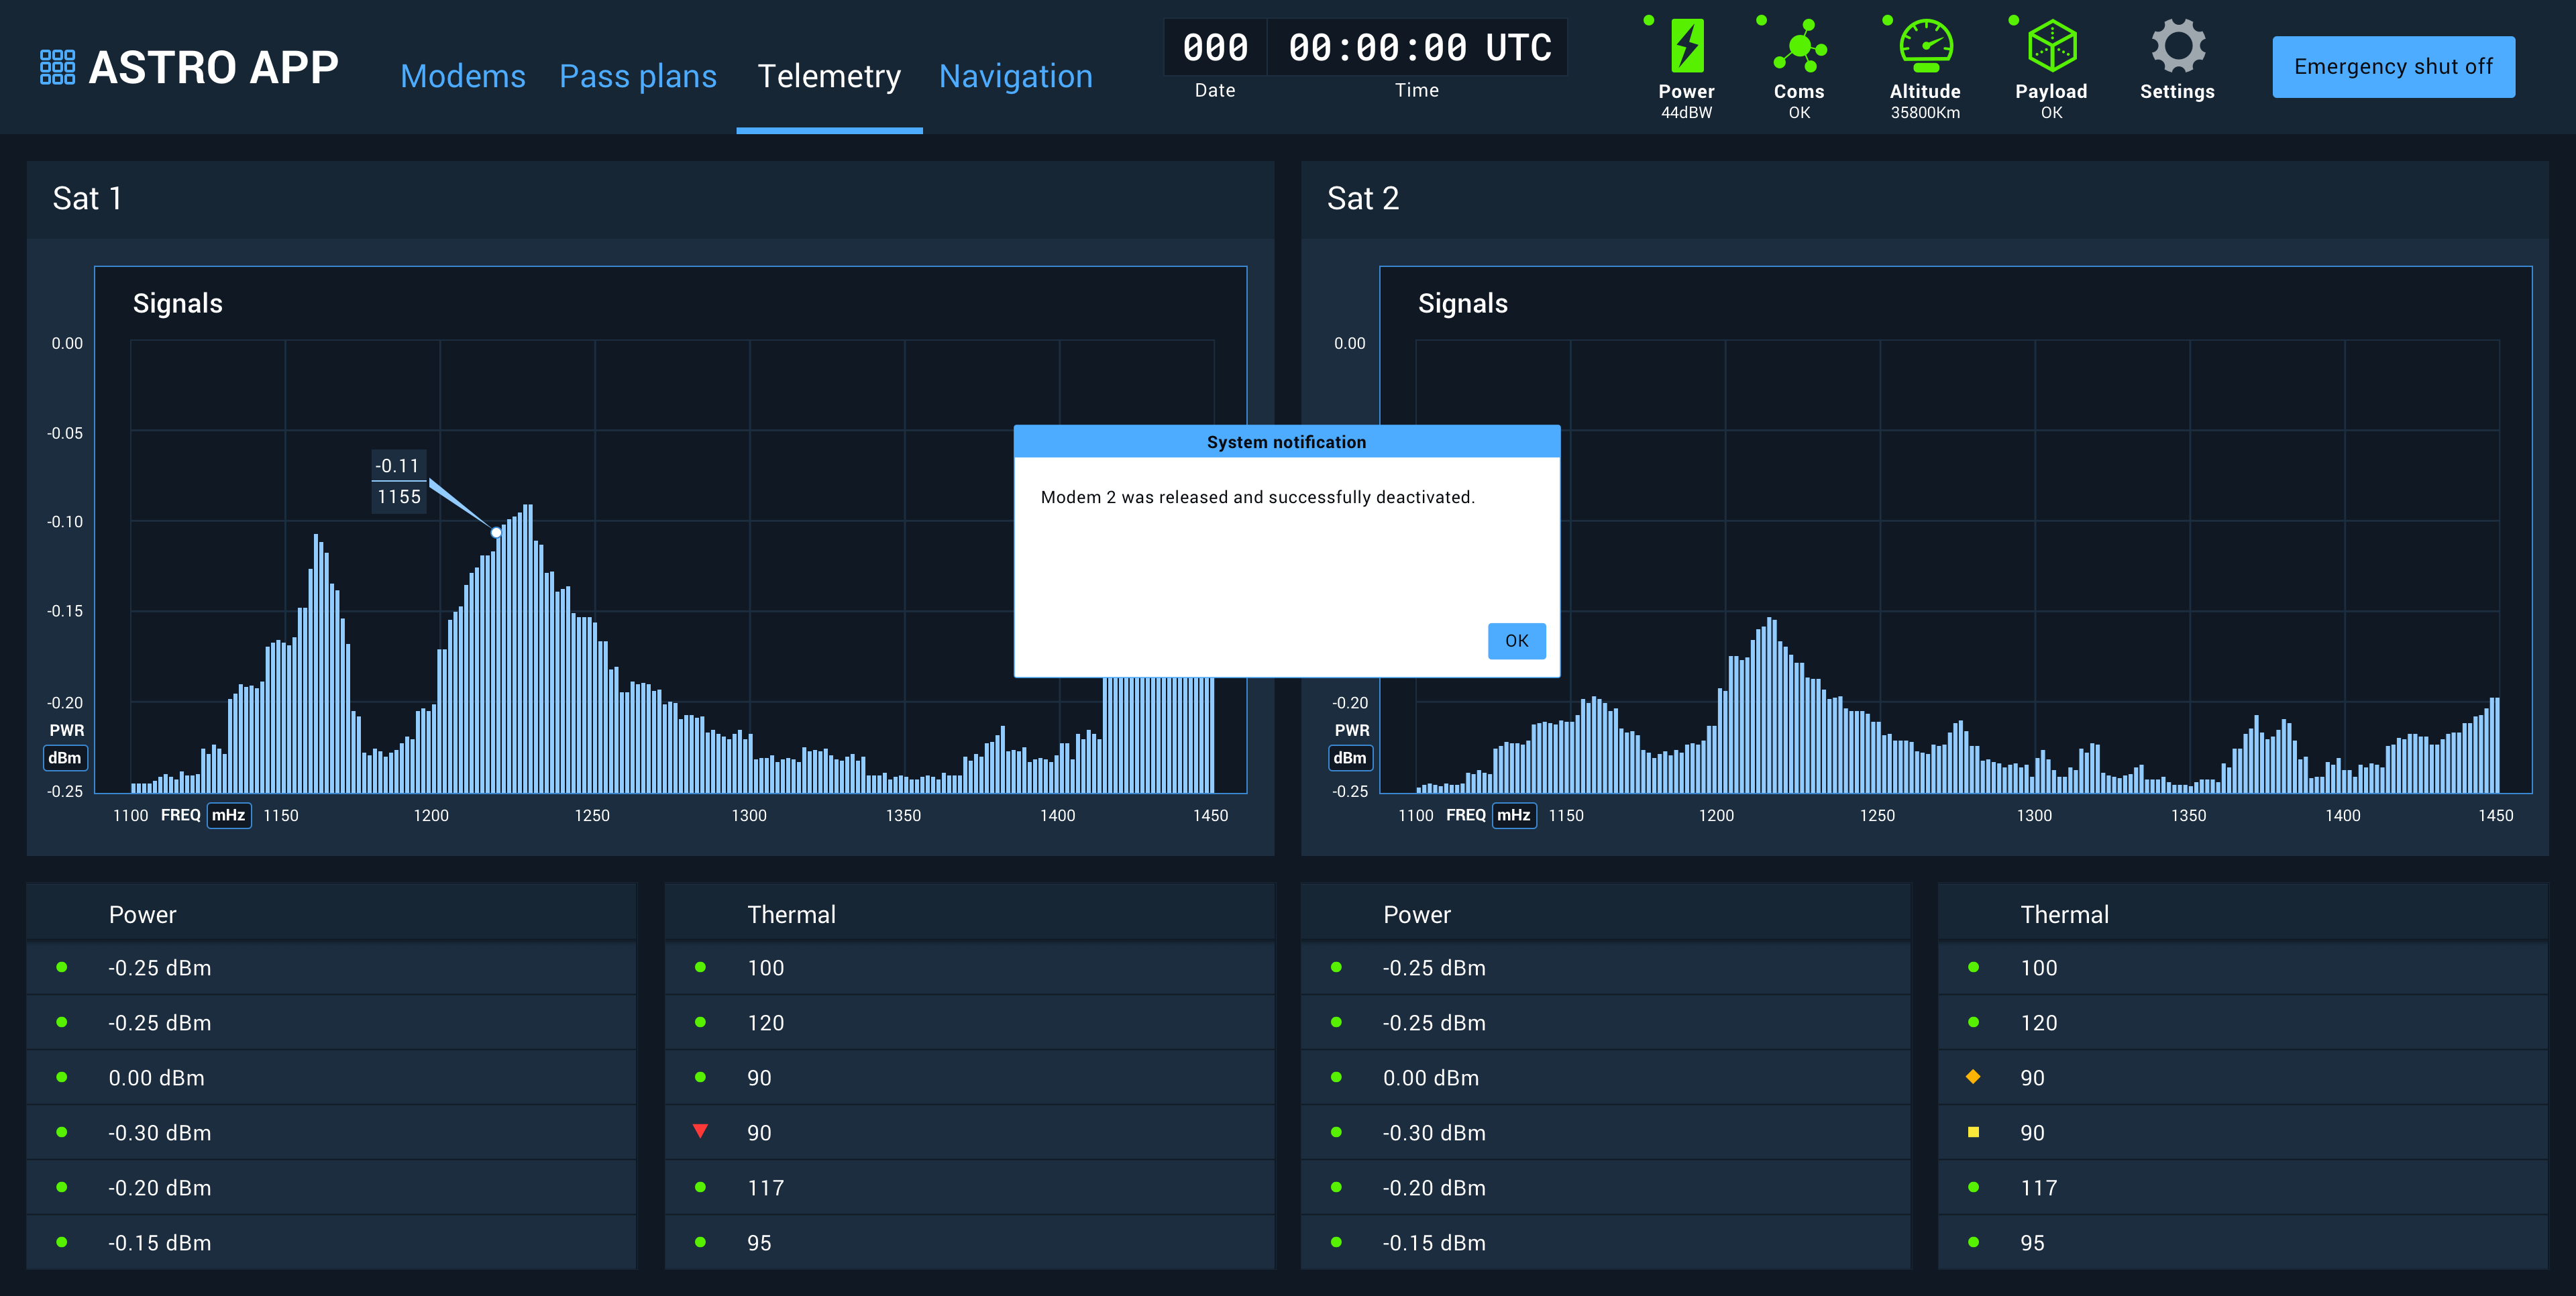 ASTRO APP
Modems
Pass plans
Telemetry
Navigation
000
Date
00:00:00 UTC
Time
Power
44dBW
Coms
OK
Altitude
35800Km
Payload
OK
Settings
Emergency shut off
Sat 1
Signals
0.00
-0.05
-0.10
-0.15
-0.20
PWR
dBm
-0.25
-0.11
1155
1100 FREQ mHz 1150 1200 1250 1300 1350 1400 1450
System notification
Modem 2 was released and successfully deactivated.
OK
Sat 2
Signals
0.00
-0.20
PWR
dBm
-0.25
1100 FREQ mHz 1150 1200 1250 1300 1350 1400 1450
Power
-0.25 dBm
-0.25 dBm
0.00 dBm
-0.30 dBm
-0.20 dBm
-0.15 dBm
Thermal
100
120
90
90
117
95
Power
-0.25 dBm
-0.25 dBm
0.00 dBm
-0.30 dBm
-0.20 dBm
-0.15 dBm
Thermal
100
120
90
90
117
95